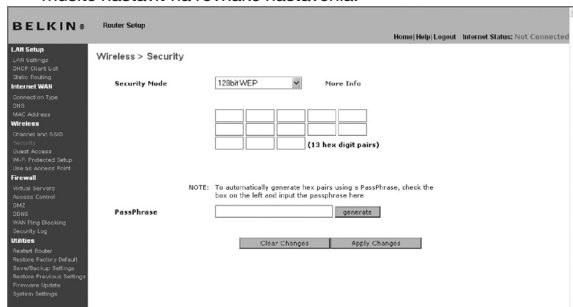 musíte nastaviť na rovnaké nastavenia.
BELKIN®
Router Setup
Home|Help|Logout Internet Status: Not Connected
LAN Setup
LAN Settings
DHCP Client List
Static Routing
Internet WAN
Connection Type
DNS
MAC Address
Wireless
Channel and SSID
Security
Guest Access
Wi-Fi Protected Setup
Use as Access Point
Firewall
Virtual Servers
Access Control
DMZ
DDNS
WAN Ping Blocking
Security Log
Utilities
Restart Router
Restore Factory Default
Save/Backup Settings
Restore Previous Settings
Firmware Update
System Settings
Wireless > Security
Security Mode
128bit WEP
More Info
(13 hex digit pairs)
NOTE: To automatically generate hex pairs using a PassPhrase, check the
box on the left and input the passphrase here
PassPhrase
generate
Clear Changes
Apply Changes